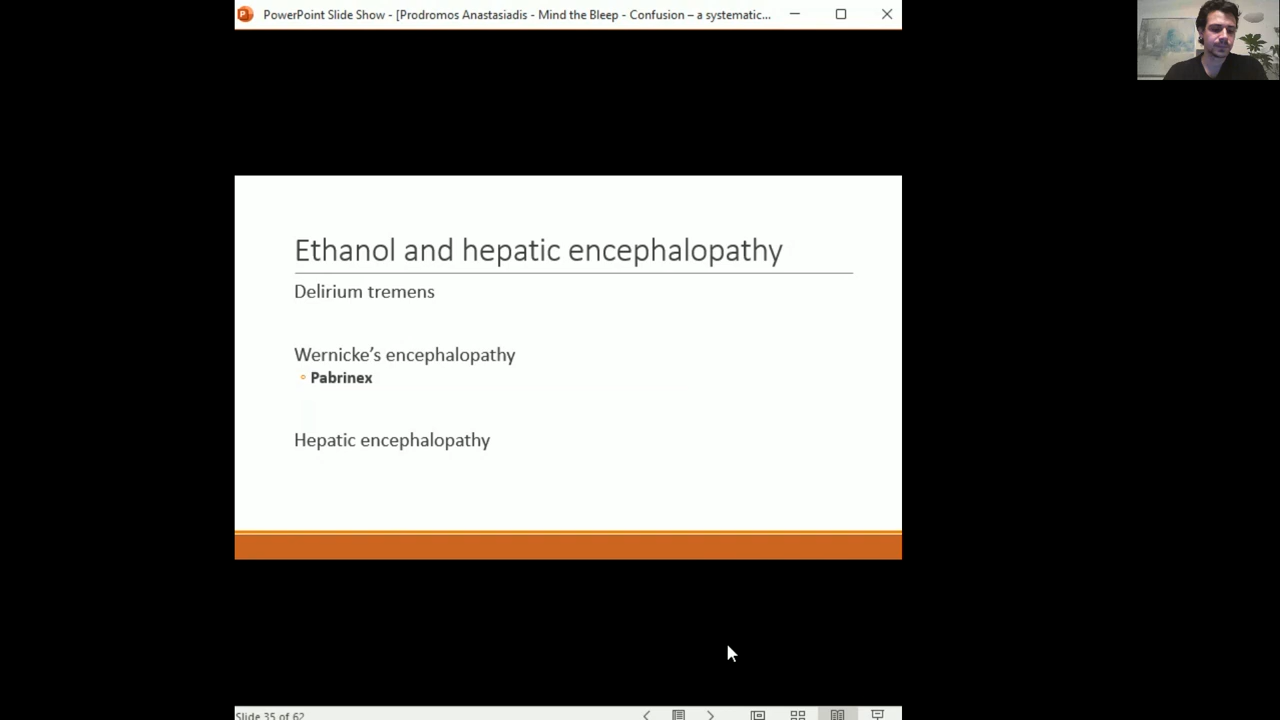 PowerPoint Slide Show - [Prodromos Anastasiadis - Mind the Bleep - Confusion – a systematic...
Ethanol and hepatic encephalopathy
Delirium tremens
Wernicke’s encephalopathy
Pabrinex
Hepatic encephalopathy
Slide 35 of 62